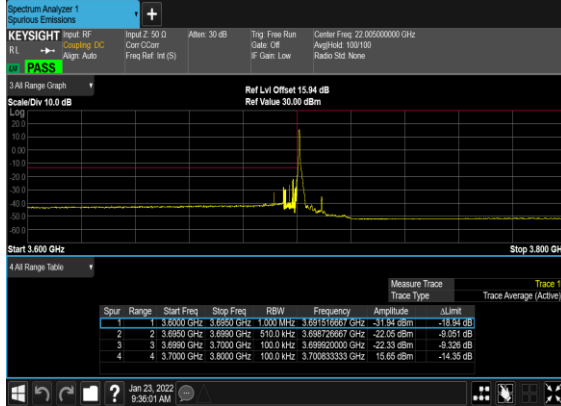 Spectrum Analyzer 1
Spurious Emissions
+
KEYSIGHT Input: RF Input Z: 50 Ω Atten: 30 dB Trig: Free Run Center Freq: 22.005000000 GHz
RL Coupling: DC Corr CCorr Gate: Off Avg|Hold: 100/100
Align: Auto Freq Ref: Int (S) IF Gain: Low Radio Std: None
PASS
3 All Range Graph
Ref Lvl Offset 15.94 dB
Scale/Div 10.0 dB Ref Value 30.00 dBm
Log
20.0
10.0
0.00
-10.0
-20.0
-30.0
-40.0
-50.0
-60.0
Start 3.600 GHz Stop 3.800 GH
4 All Range Table
Measure Trace Trace 1
Trace Type Trace Average (Active)
Spur Range Start Freq Stop Freq RBW Frequency Amplitude ΔLimit
1 1 3.6000 GHz 3.6950 GHz 1.000 MHz 3.691516667 GHz -31.94 dBm -18.94 dB
2 2 3.6950 GHz 3.6990 GHz 510.0 kHz 3.698726667 GHz -22.05 dBm -9.051 dB
3 3 3.6990 GHz 3.7000 GHz 100.0 kHz 3.699920000 GHz -22.33 dBm -9.326 dB
4 4 3.7000 GHz 3.8000 GHz 100.0 kHz 3.700833333 GHz 15.65 dBm -14.35 dB
? Jan 23, 2022
9:36:01 AM